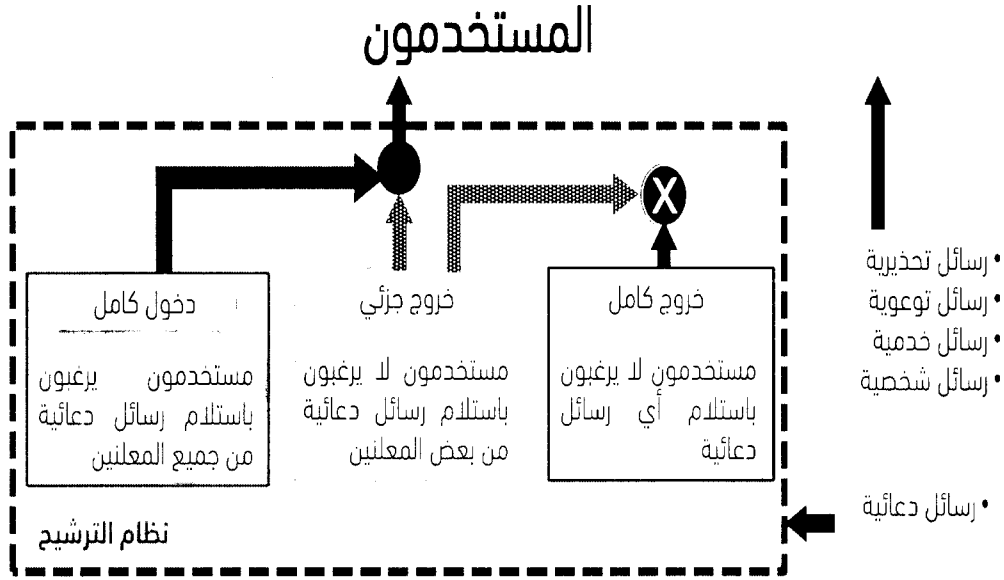 المستخدمون
• رسائل تحذيرية
• رسائل توعوية
• رسائل خدمية
• رسائل شخصية
X
خروج كامل
مستخدمون لا يرغبون
باستلام أي رسائل
دعائية
خروج جزئي
مستخدمون لا يرغبون
باستلام رسائل دعائية
من بعض المعلنين
دخول كامل
مستخدمون يرغبون
باستلام رسائل دعائية
من جميع المعلنين
• رسائل دعائية
نظام الترشيح